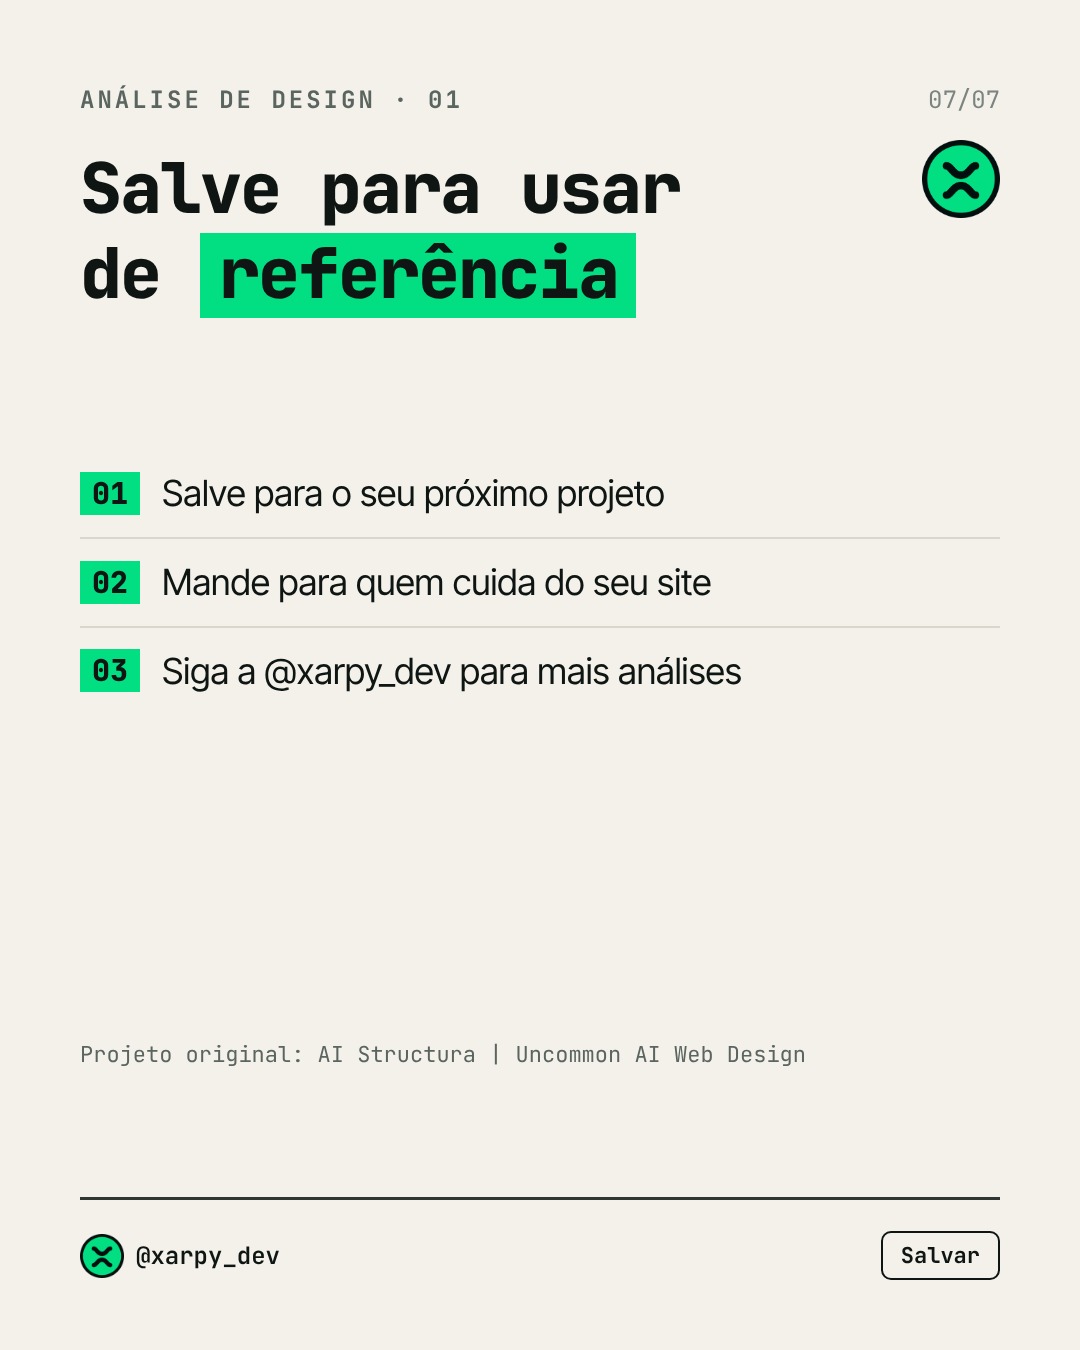 ANÁLISE DE DESIGN · 01
07/07
Salve para usar
de referência
01 Salve para o seu próximo projeto
02 Mande para quem cuida do seu site
03 Siga a @xarpy_dev para mais análises
Projeto original: AI Structura | Uncommon AI Web Design
@xarpy_dev
Salvar